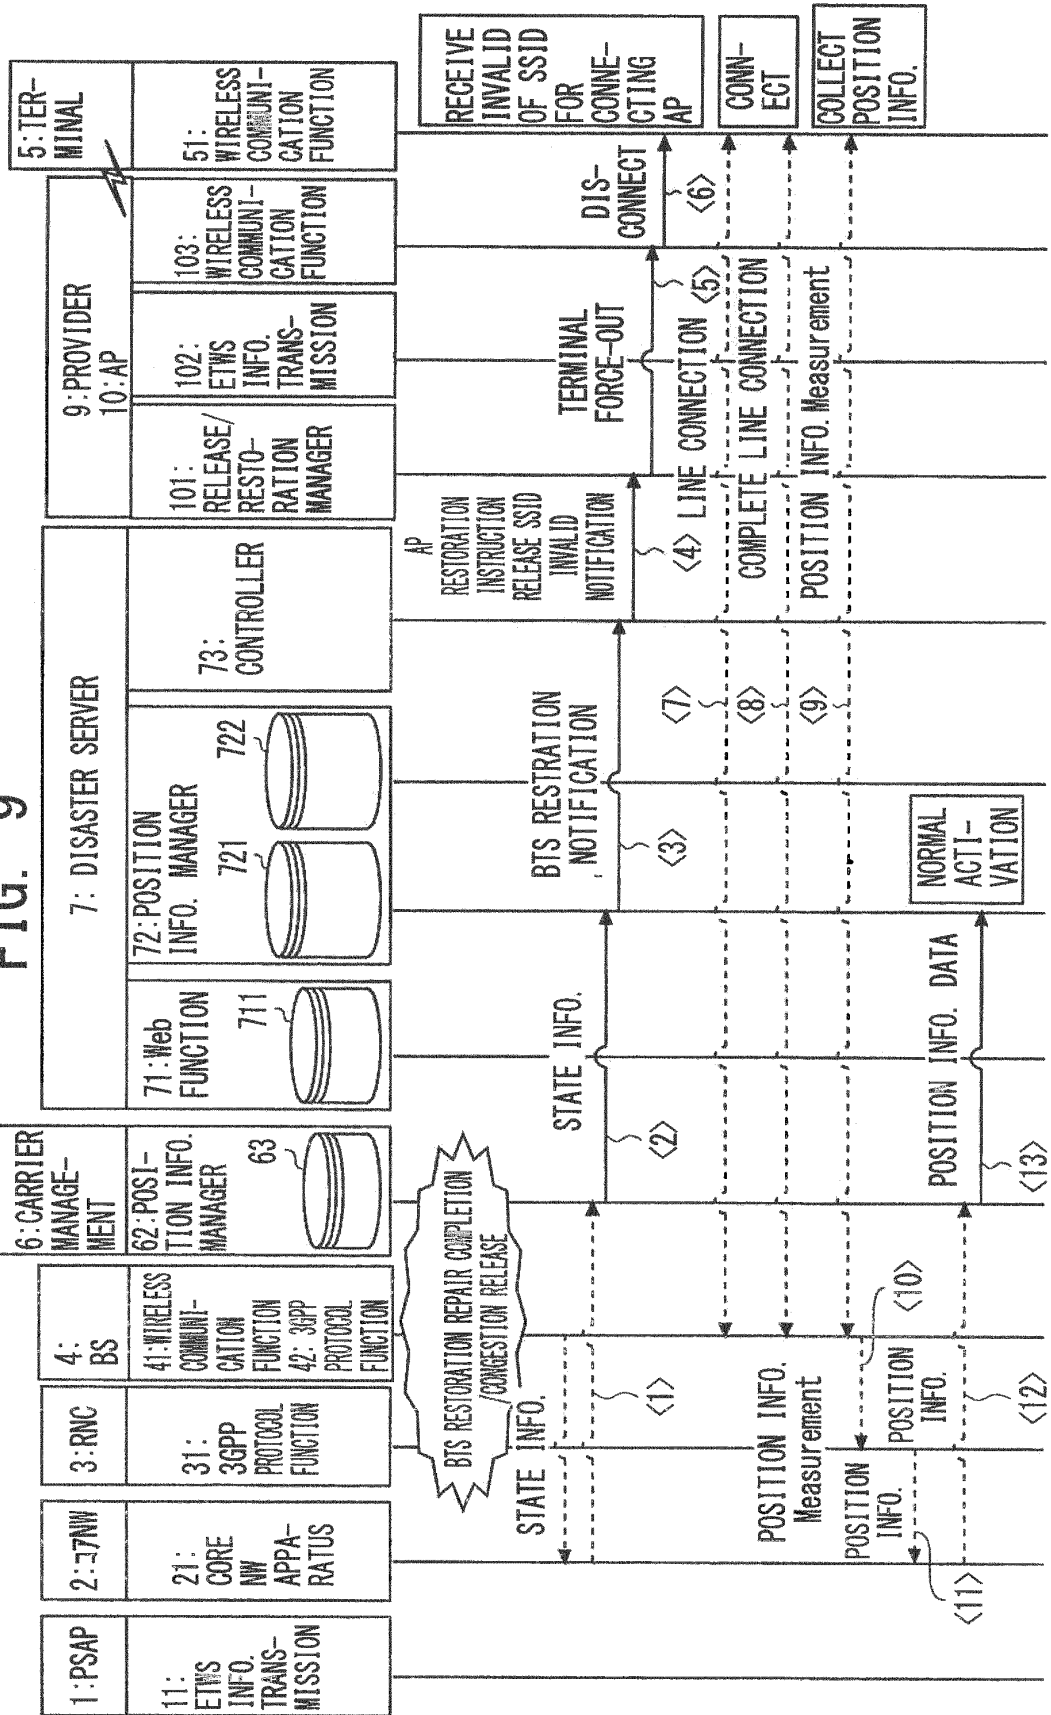 FIG. 9
1:PSAP
11:
ETWS
INFO.
TRANS-
MISSION
2:コアNW
21:
CORE
NW
APPA-
RATUS
3:RNC
31:
3GPP
PROTOCOL
FUNCTION
4:
BS
41:WIRELESS
COMMUNI-
CATION
FUNCTION
42: 3GPP
PROTOCOL
FUNCTION
6:CARRIER
MANAGE-
MENT
62:POSI-
TION INFO.
MANAGER
63
7: DISASTER SERVER
71:Web
FUNCTION
711
72:POSITION
INFO. MANAGER
721
722
73:
CONTROLLER
9:PROVIDER
10:AP
101:
RELEASE/
RESTO-
RATION
MANAGER
102:
ETWS
INFO.
TRANS-
MISSION
103:
WIRELESS
COMMUNI-
CATION
FUNCTION
5:TER-
MINAL
51:
WIRELESS
COMMUNI-
CATION
FUNCTION
BTS RESTORATION REPAIR COMPLETION
/CONGESTION RELEASE
STATE INFO.
<1>
STATE INFO.
<2>
BTS RESTRATION
NOTIFICATION
<3>
AP
RESTORATION
INSTRUCTION
RELEASE SSID
INVALID
NOTIFICATION
<4>
TERMINAL
FORCE-OUT
<5>
DIS-
CONNECT
<6>
RECEIVE
INVALID
OF SSID
FOR
CONNE-
CTING
AP
<7>
LINE CONNECTION
CONN-
ECT
<8>
COMPLETE LINE CONNECTION
<9>
POSITION INFO.Measurement
COLLECT
POSITION
INFO.
POSITION INFO.
Measurement
<10>
POSITION
INFO.
POSITION
INFO.
<11>
<12>
POSITION INFO. DATA
<13>
NORMAL
ACTI-
VATION